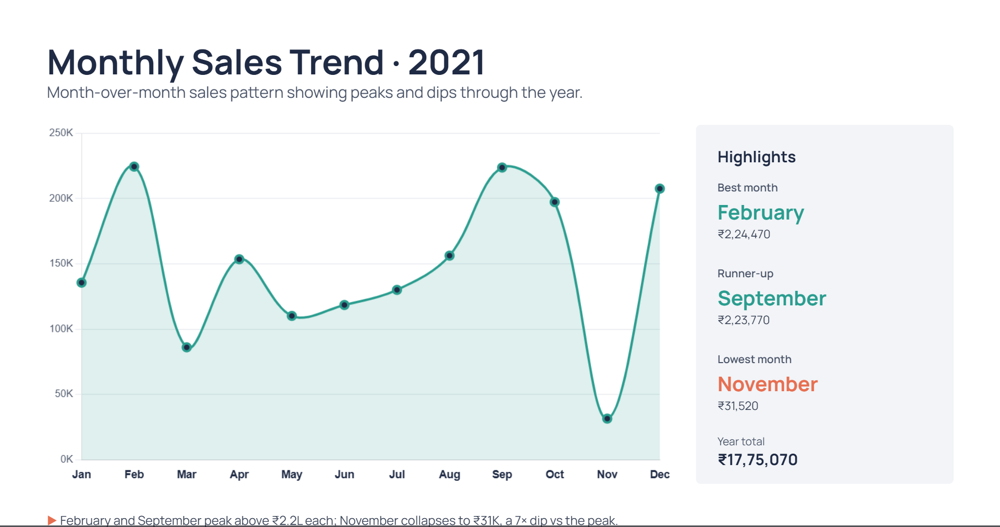 Monthly Sales Trend · 2021
Month-over-month sales pattern showing peaks and dips through the year.
250K
200K
150K
100K
50K
0K
Jan Feb Mar Apr May Jun Jul Aug Sep Oct Nov Dec
Highlights
Best month
February
₹2,24,470
Runner-up
September
₹2,23,770
Lowest month
November
₹31,520
Year total
₹17,75,070
▶ February and September peak above ₹2.2L each; November collapses to ₹31K, a 7× dip vs the peak.